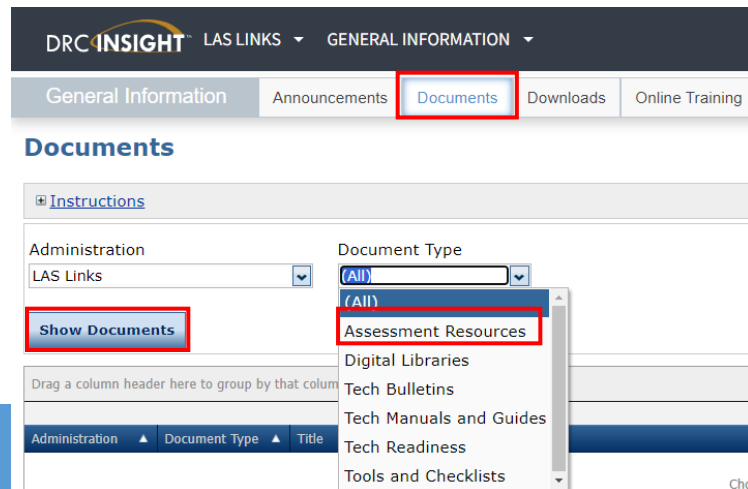 DRC INSIGHT™ LAS LINKS GENERAL INFORMATION
General Information Announcements Documents Downloads Online Training
Documents
Instructions
Administration Document Type
LAS Links (All)
(All)
Show Documents Assessment Resources
Digital Libraries
Drag a column header here to group by that colum
Tech Bulletins
Tech Manuals and Guides
Administration Document Type Title
Tech Readiness
Tools and Checklists